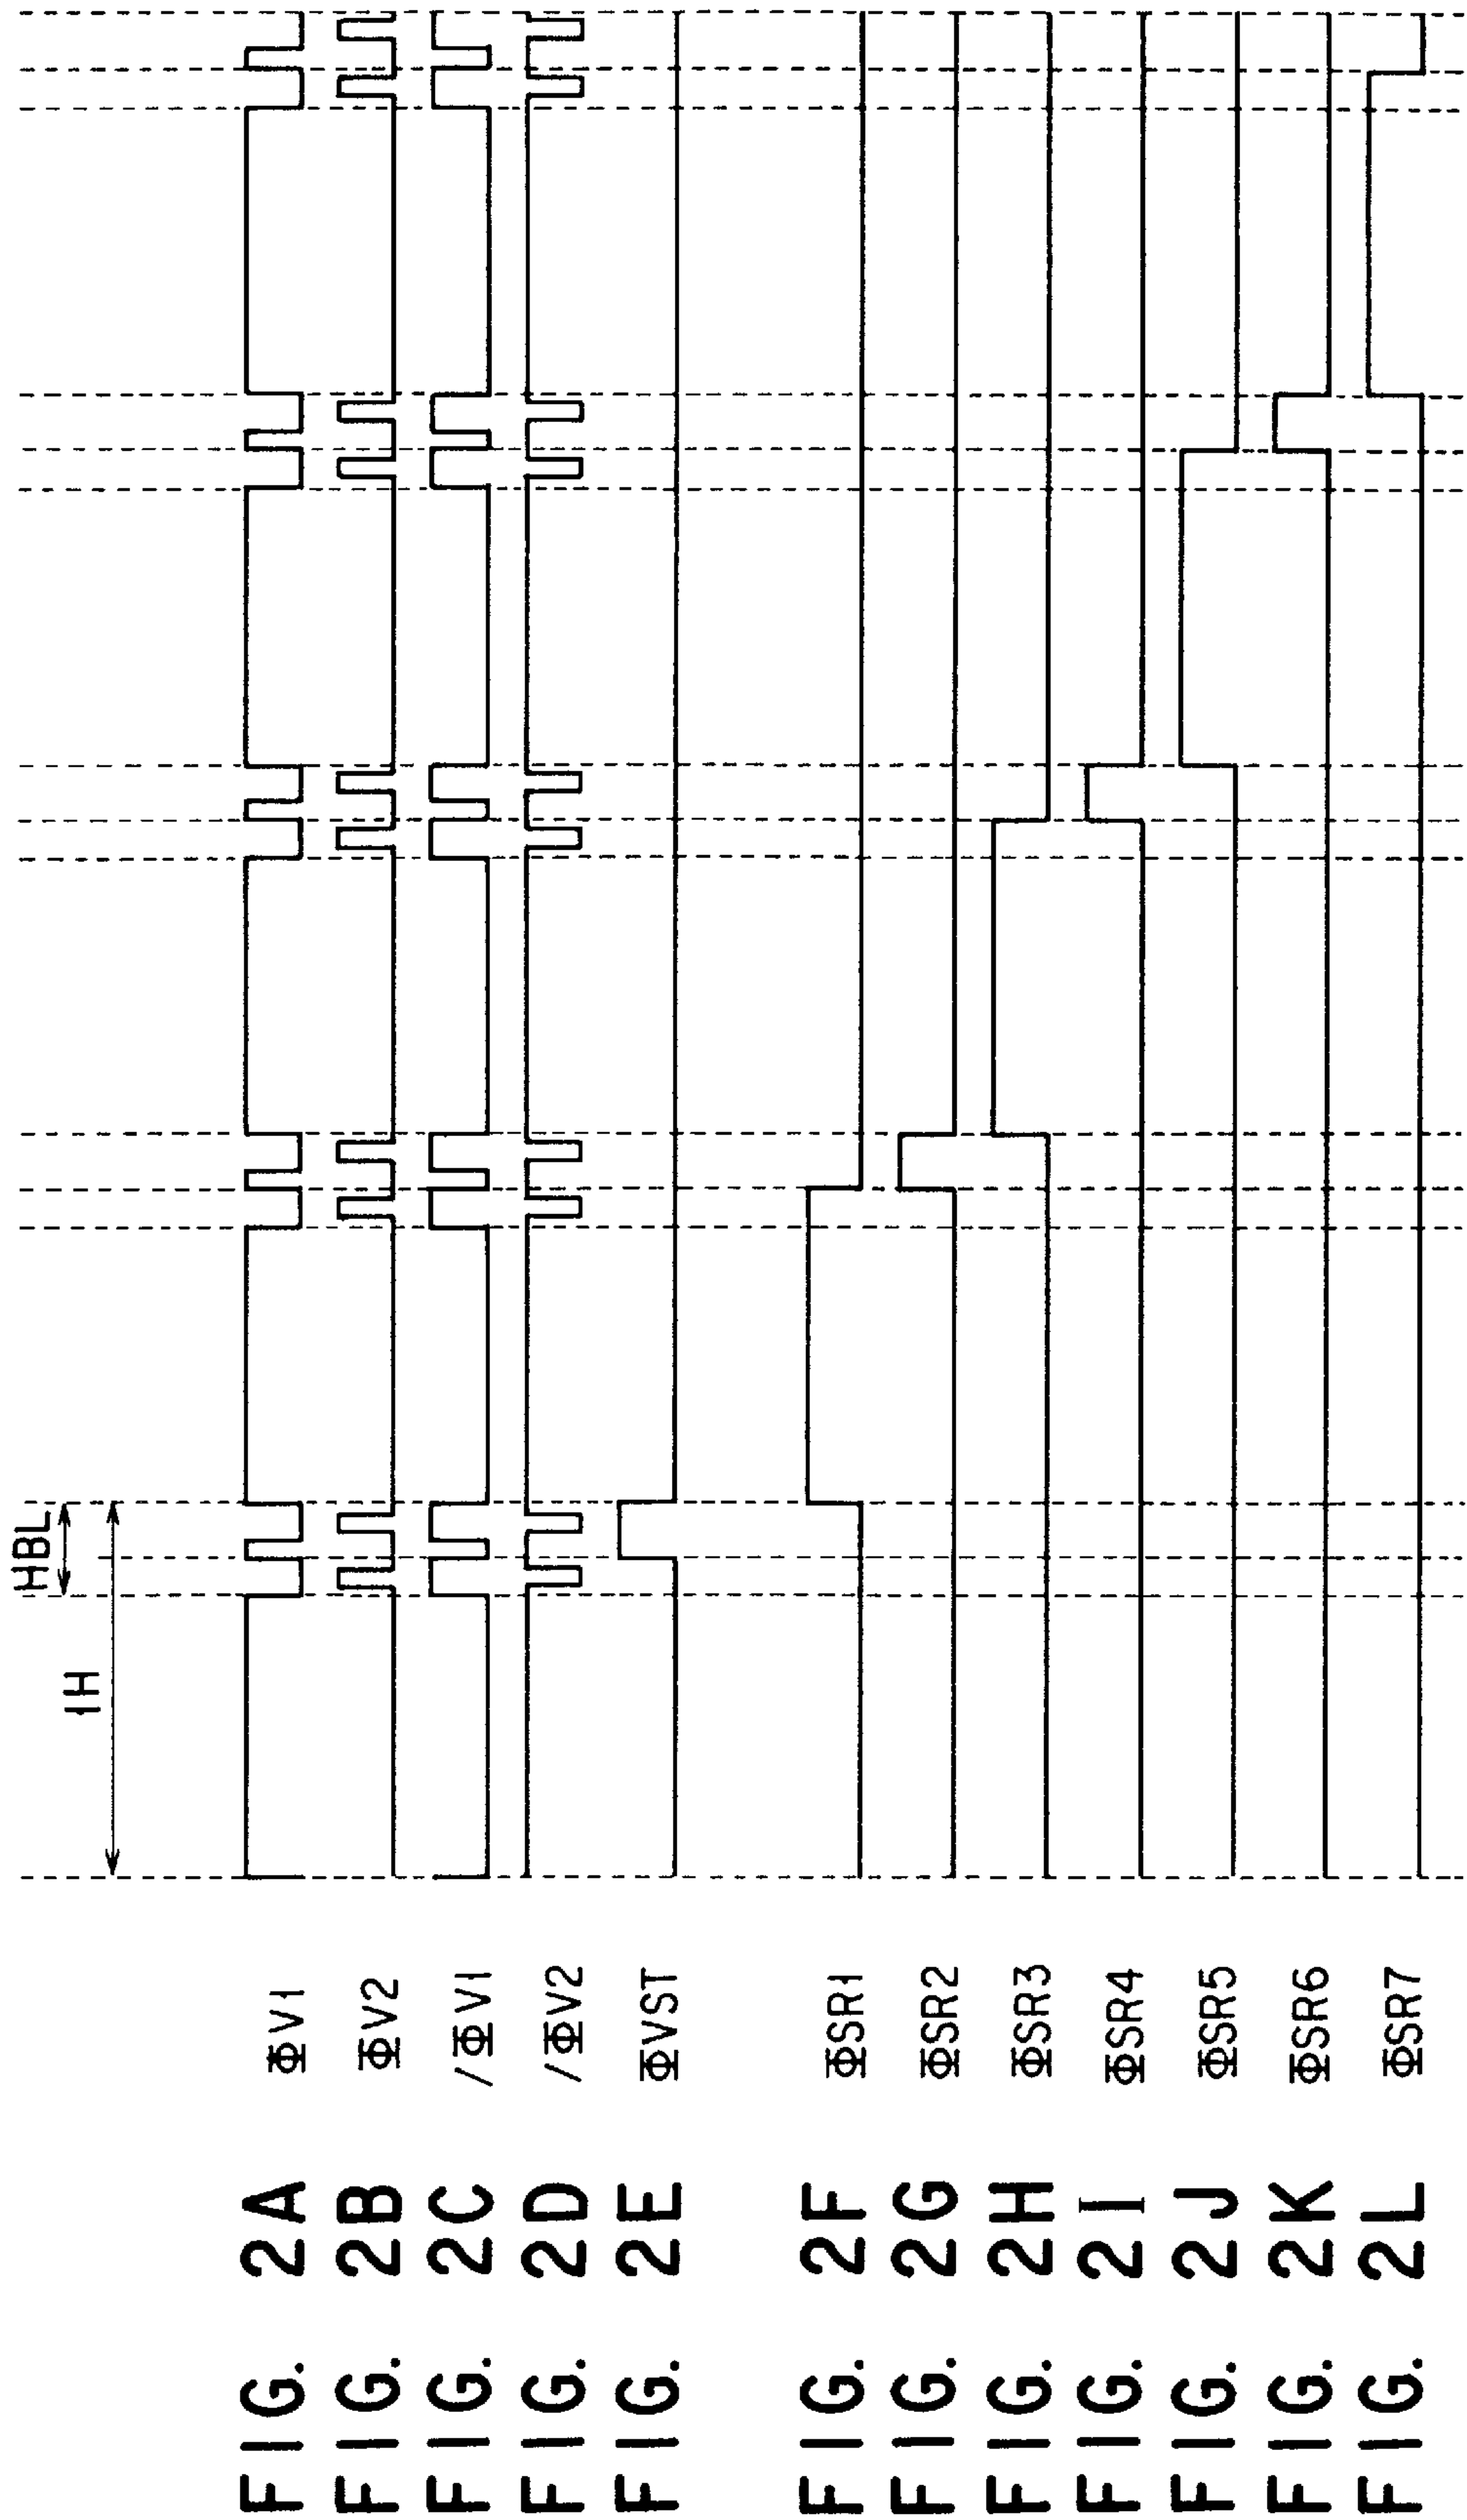 HBL
1H
FIG. 2A ΦV1
FIG. 2B ΦV2
FIG. 2C /ΦV1
FIG. 2D /ΦV2
FIG. 2E ΦVST
FIG. 2F ΦSR1
FIG. 2G ΦSR2
FIG. 2H ΦSR3
FIG. 2I ΦSR4
FIG. 2J ΦSR5
FIG. 2K ΦSR6
FIG. 2L ΦSR7